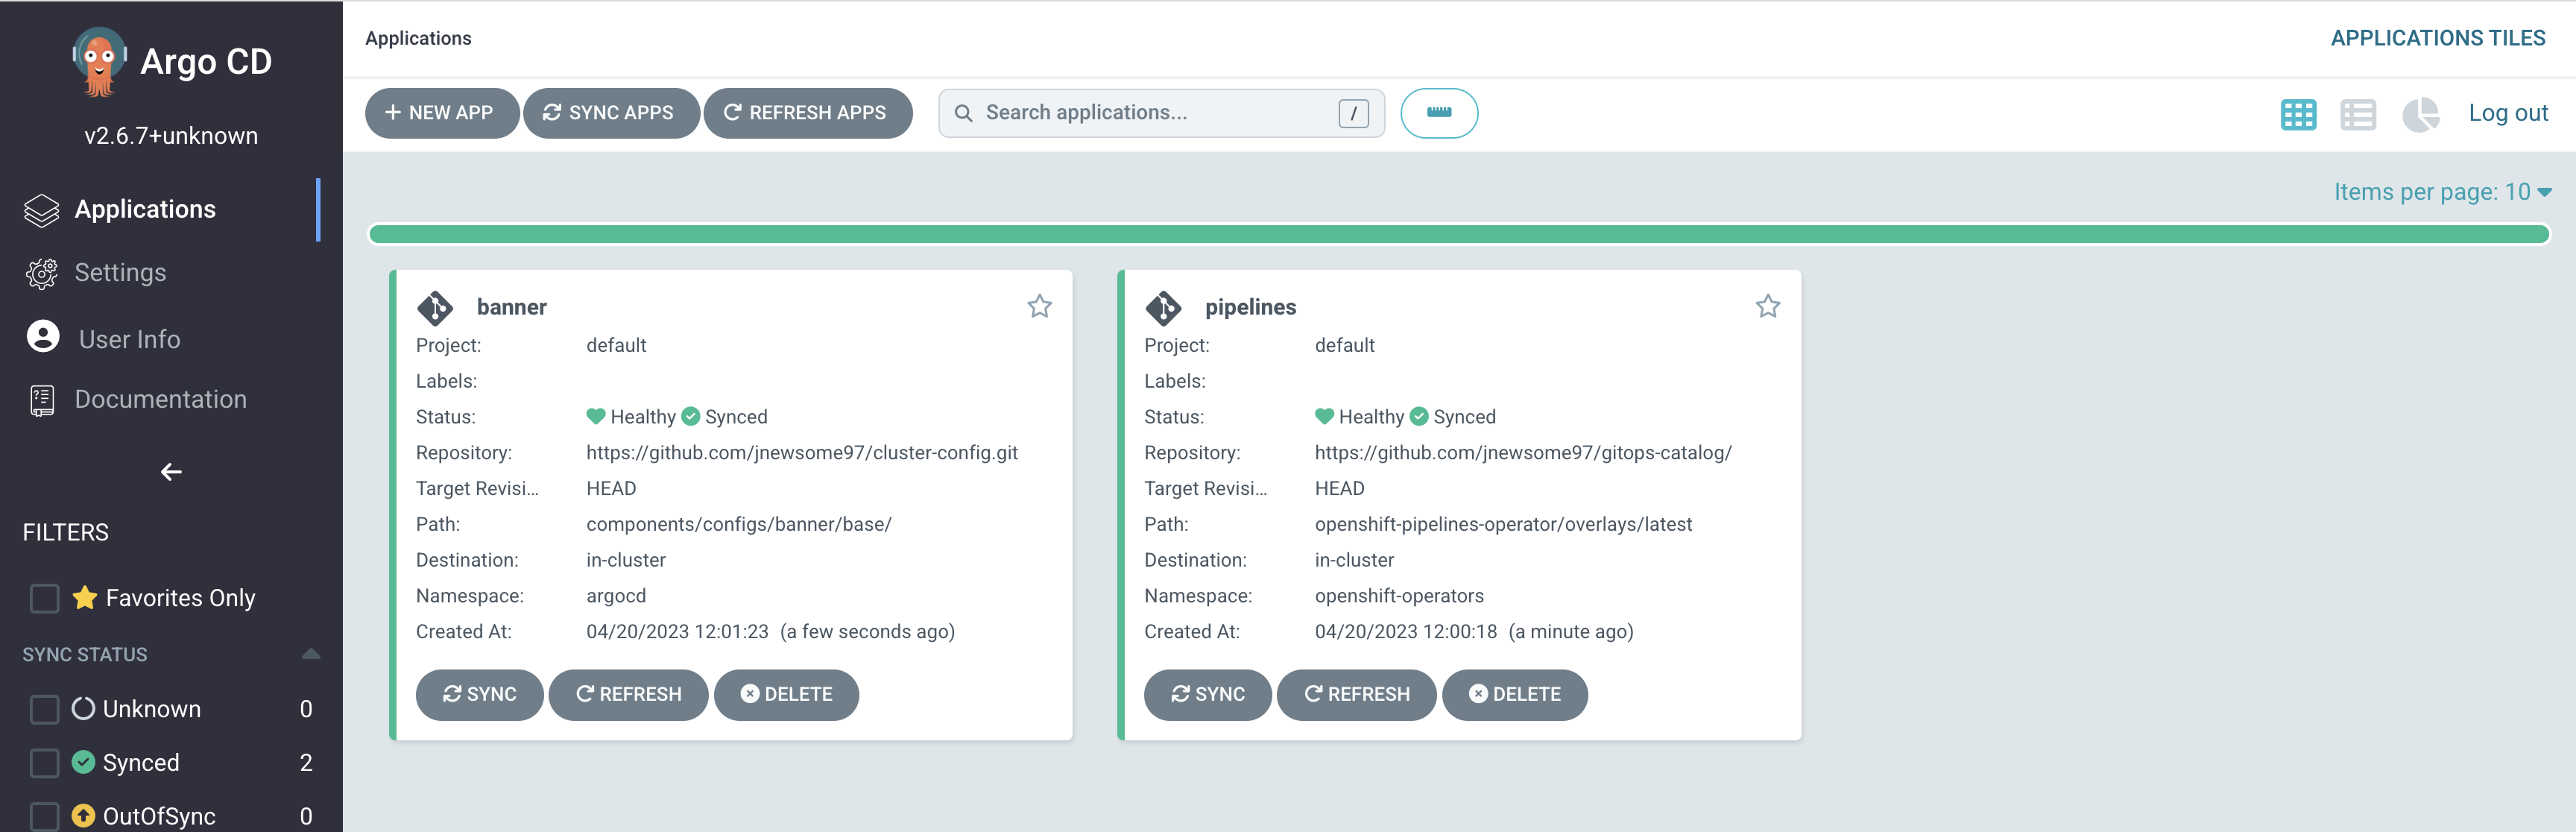 Argo CD
v2.6.7+unknown
Applications
Settings
User Info
Documentation
FILTERS
Favorites Only
SYNC STATUS
Unknown 0
Synced 2
OutOfSync 0
Applications
APPLICATIONS TILES
NEW APP
SYNC APPS
REFRESH APPS
Search applications... /
Log out
Items per page: 10
banner
Project: default
Labels:
Status: Healthy Synced
Repository: https://github.com/jnewsome97/cluster-config.git
Target Revisi... HEAD
Path: components/configs/banner/base/
Destination: in-cluster
Namespace: argocd
Created At: 04/20/2023 12:01:23 (a few seconds ago)
SYNC REFRESH DELETE
pipelines
Project: default
Labels:
Status: Healthy Synced
Repository: https://github.com/jnewsome97/gitops-catalog/
Target Revisi... HEAD
Path: openshift-pipelines-operator/overlays/latest
Destination: in-cluster
Namespace: openshift-operators
Created At: 04/20/2023 12:00:18 (a minute ago)
SYNC REFRESH DELETE